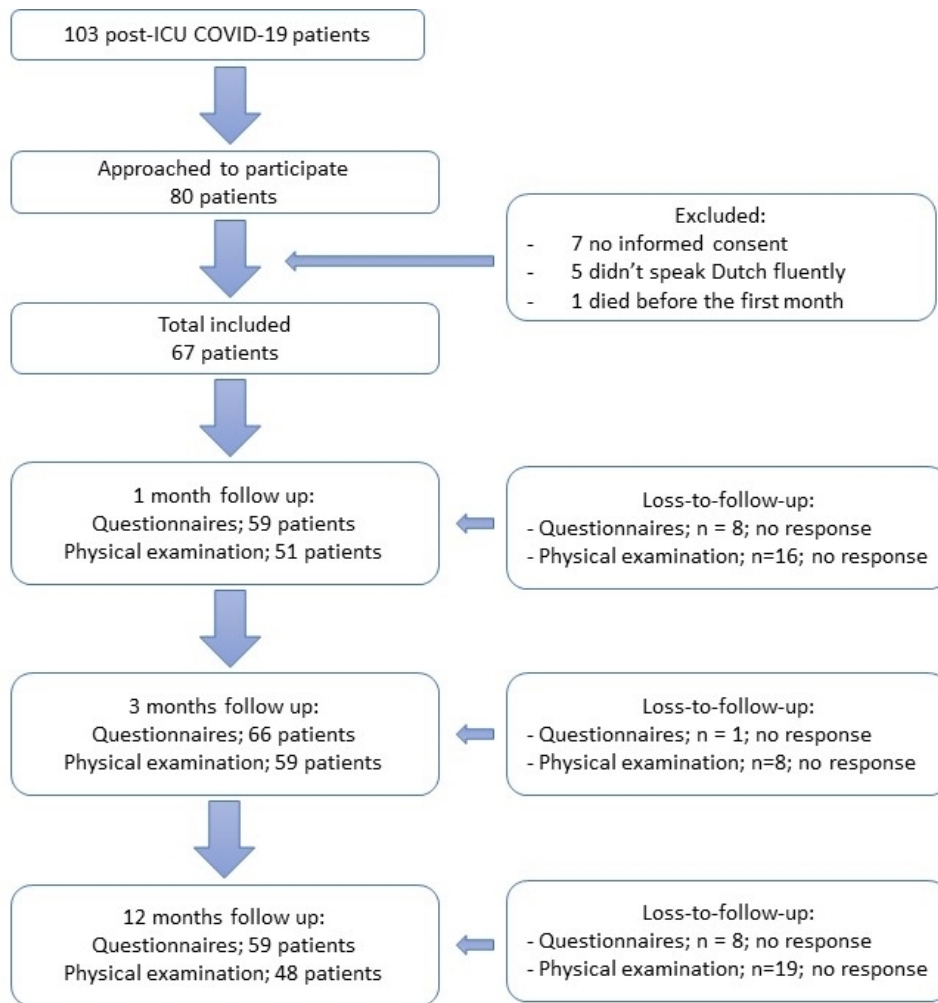 103 post-ICU COVID-19 patients
Approached to participate
80 patients
Excluded:
- 7 no informed consent
- 5 didn't speak Dutch fluently
- 1 died before the first month
Total included
67 patients
1 month follow up:
Questionnaires; 59 patients
Physical examination; 51 patients
Loss-to-follow-up:
- Questionnaires; n = 8; no response
- Physical examination; n=16; no response
3 months follow up:
Questionnaires; 66 patients
Physical examination; 59 patients
Loss-to-follow-up:
- Questionnaires; n = 1; no response
- Physical examination; n=8; no response
12 months follow up:
Questionnaires; 59 patients
Physical examination; 48 patients
Loss-to-follow-up:
- Questionnaires; n = 8; no response
- Physical examination; n=19; no response